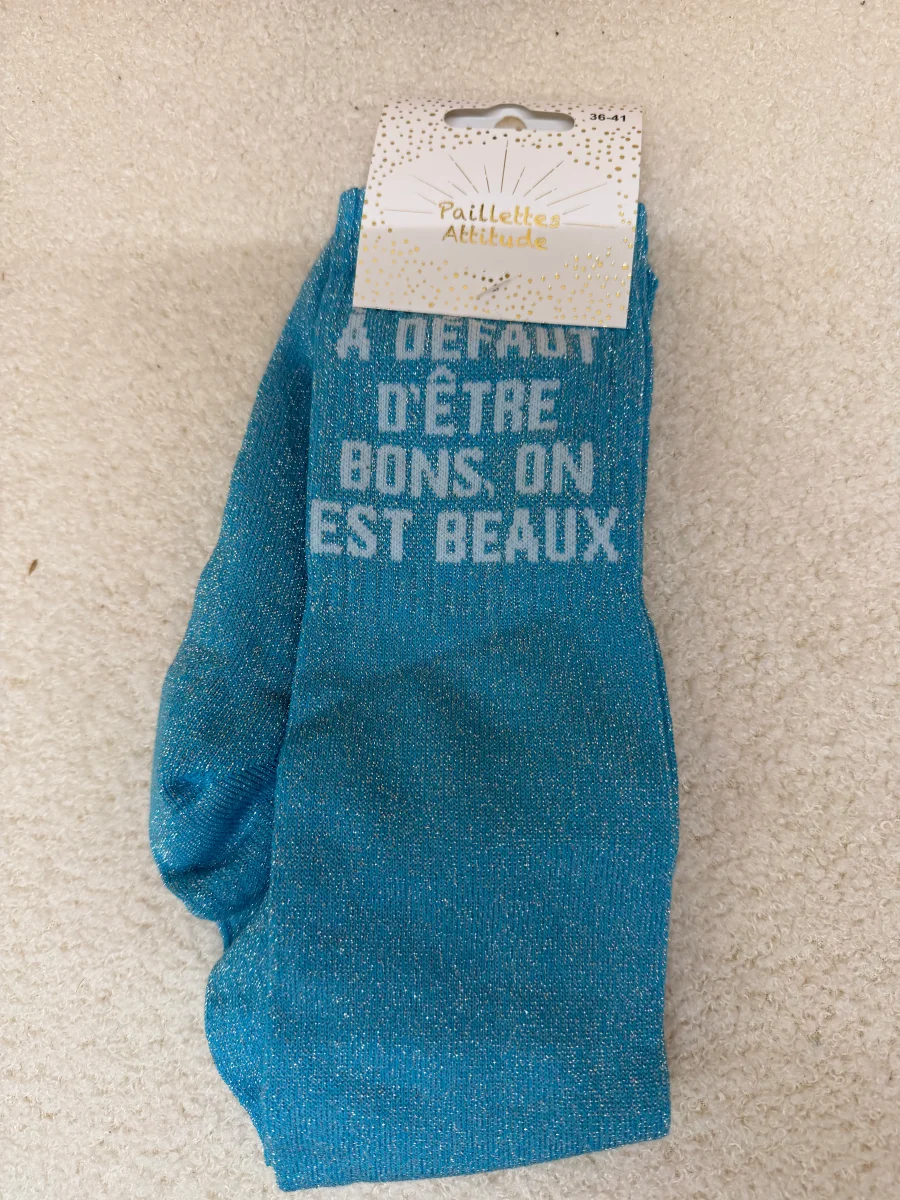 36-41
Paillettes
Attitude
À DÉFAUT
D'ÊTRE
BONS, ON
EST BEAUX